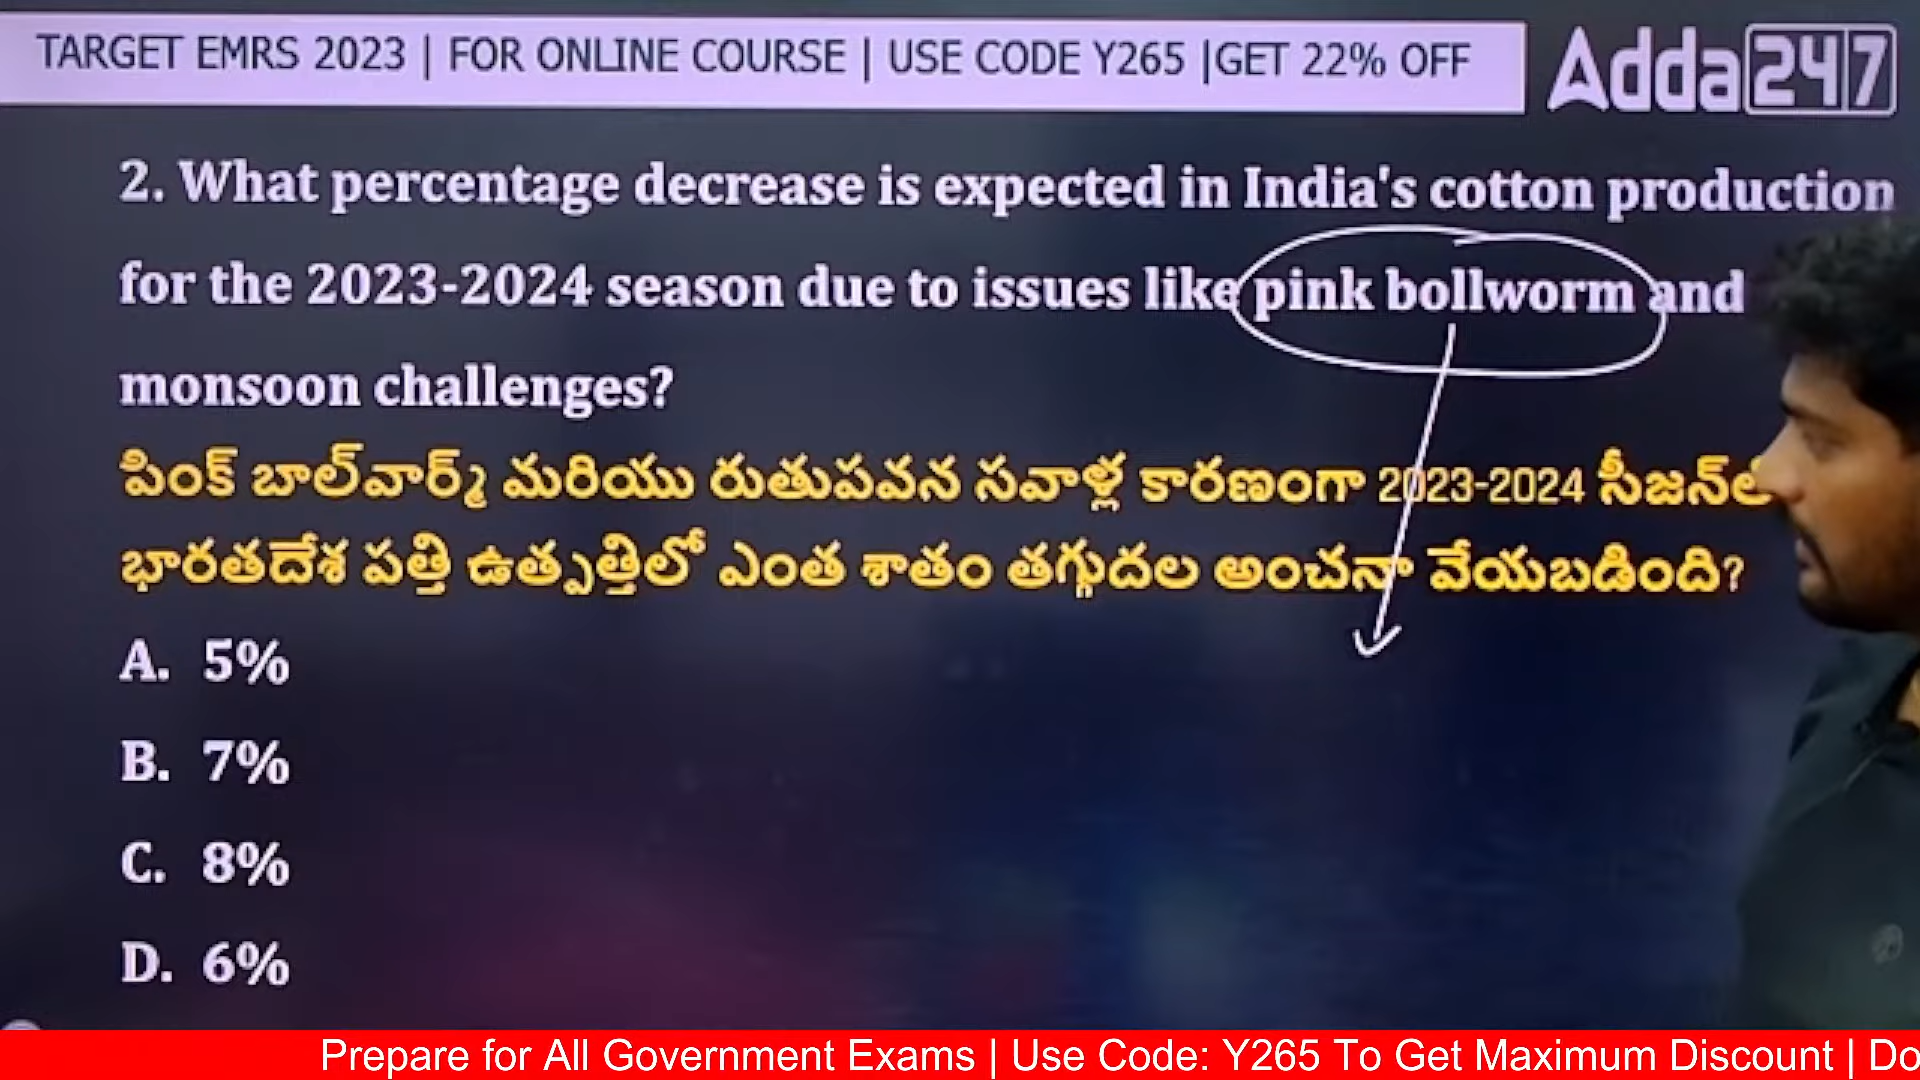 TARGET EMRS 2023 | FOR ONLINE COURSE | USE CODE Y265 |GET 22% OFF
Adda247
2. What percentage decrease is expected in India's cotton production
for the 2023-2024 season due to issues like pink bollworm and
monsoon challenges?
పింక్ బాల్‌వార్మ్ మరియు రుతుపవన సవాళ్ల కారణంగా 2023-2024
భారతదేశ పత్తి ఉత్పత్తిలో ఎంత శాతం తగ్గుదల అంచనా వేయబడింది?
A. 5%
B. 7%
C. 8%
D. 6%
Prepare for All Government Exams | Use Code: Y265 To Get Maximum Discount |